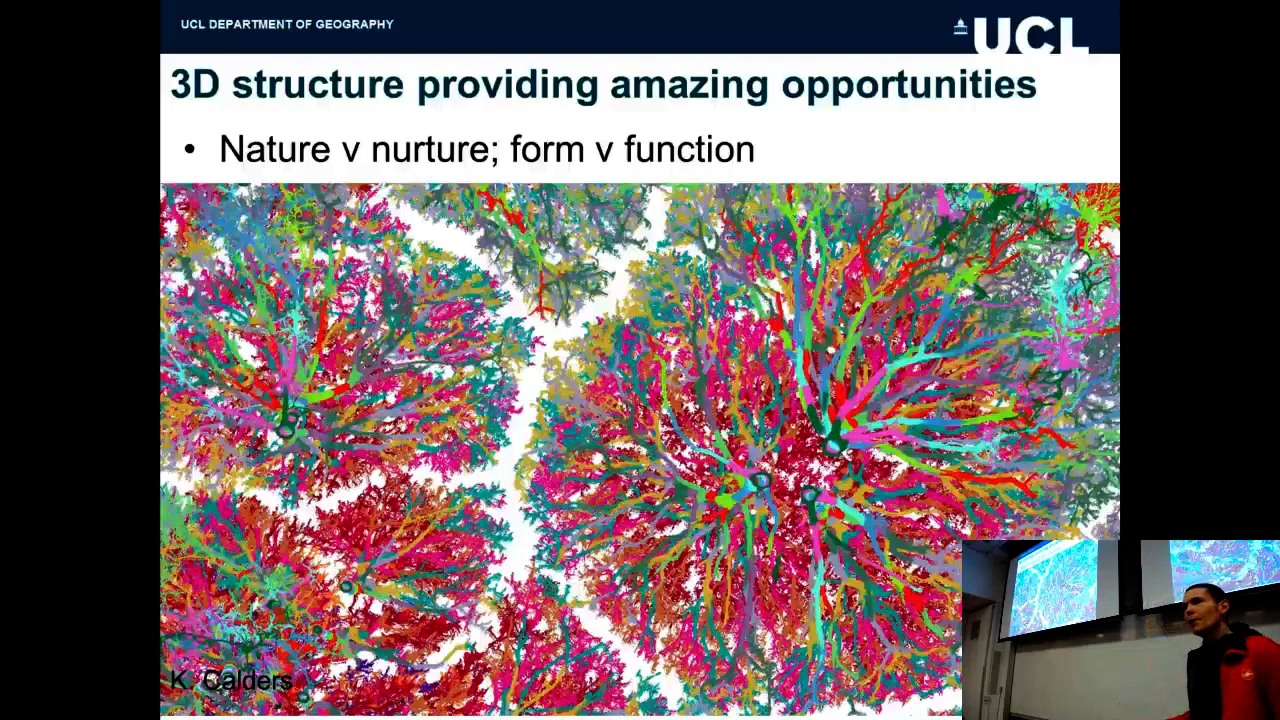 UCL DEPARTMENT OF GEOGRAPHY
UCL
3D structure providing amazing opportunities
• Nature v nurture; form v function
K. Calders